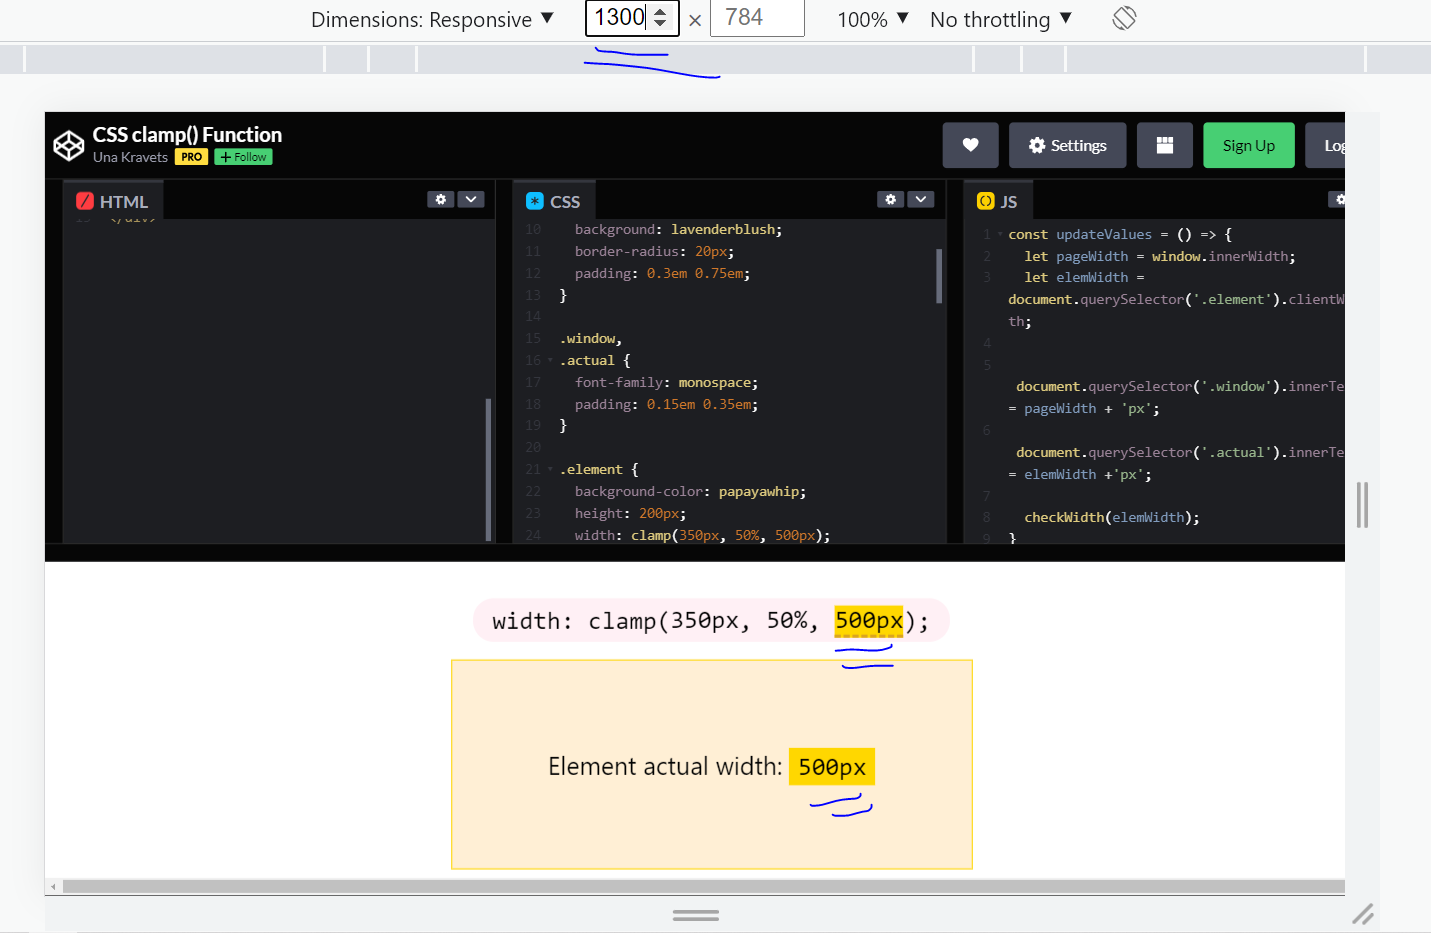 Dimensions: Responsive ▼ 1300 × 784 100% ▼ No throttling ▼
CSS clamp() Function
Una Kravets PRO + Follow
Settings
Sign Up
Log
HTML
CSS
JS
</div>
10 background: lavenderblush;
11 border-radius: 20px;
12 padding: 0.3em 0.75em;
13 }
14
15 .window,
16 .actual {
17 font-family: monospace;
18 padding: 0.15em 0.35em;
19 }
20
21 .element {
22 background-color: papayawhip;
23 height: 200px;
24 width: clamp(350px, 50%, 500px);
1 const updateValues = () => {
2 let pageWidth = window.innerWidth;
3 let elemWidth =
document.querySelector('.element').clientW
th;
4
5
document.querySelector('.window').innerTe
= pageWidth + 'px';
6
document.querySelector('.actual').innerTe
= elemWidth +'px';
7
8 checkWidth(elemWidth);
9 }
width: clamp(350px, 50%, 500px);
Element actual width: 500px